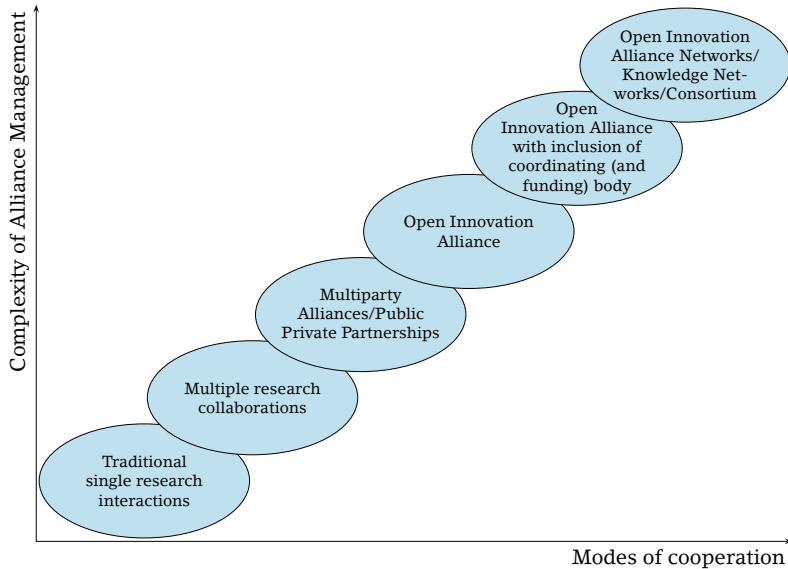 Complexity of Alliance Management
Open Innovation
Alliance Networks/
Knowledge Net-
works/Consortium
Open
Innovation Alliance
with inclusion of
coordinating (and
funding) body
Open Innovation
Alliance
Multiparty
Alliances/Public
Private Partnerships
Multiple research
collaborations
Traditional
single research
interactions
Modes of cooperation